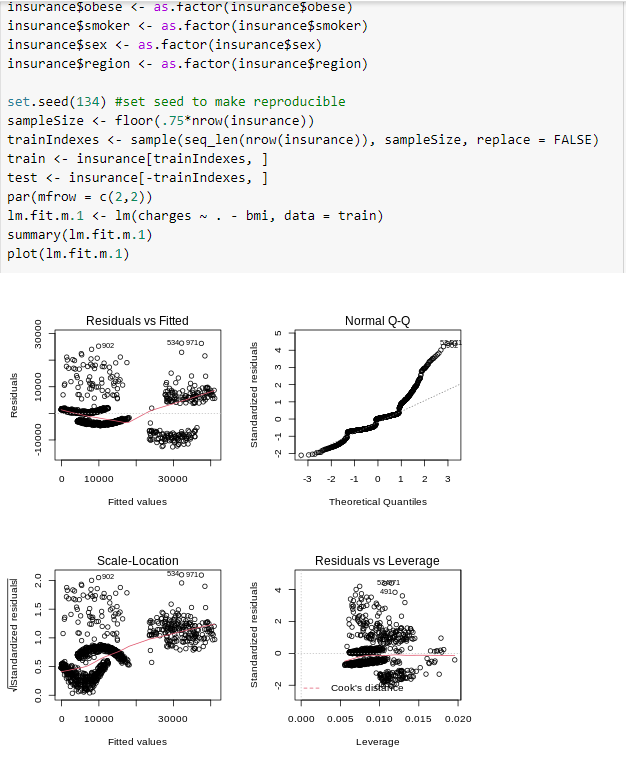 insurance$obese <- as.factor(insurance$obese)
insurance$smoker <- as.factor(insurance$smoker)
insurance$sex <- as.factor(insurance$sex)
insurance$region <- as.factor(insurance$region)
set.seed(134) #set seed to make reproducible
sampleSize <- floor(.75*nrow(insurance))
trainIndexes <- sample(seq_len(nrow(insurance)), sampleSize, replace = FALSE)
train <- insurance[trainIndexes, ]
test <- insurance[-trainIndexes, ]
par(mfrow = c(2,2))
lm.fit.m.1 <- lm(charges ~ . - bmi, data = train)
summary(lm.fit.m.1)
plot(lm.fit.m.1)
Residuals vs Fitted
Residuals
30000
10000
-10000
902
534
971
0 10000 30000
Fitted values
Normal Q-Q
Standardized residuals
5
4
3
2
1
0
-1
-2
-3 -2 -1 0 1 2 3
Theoretical Quantiles
Scale-Location
√|Standardized residuals|
2.0
1.5
1.0
0.5
0.0
902
534
971
0 10000 30000
Fitted values
Residuals vs Leverage
Standardized residuals
4
2
0
-2
491
Cook's distance
0.000 0.005 0.010 0.015 0.020
Leverage